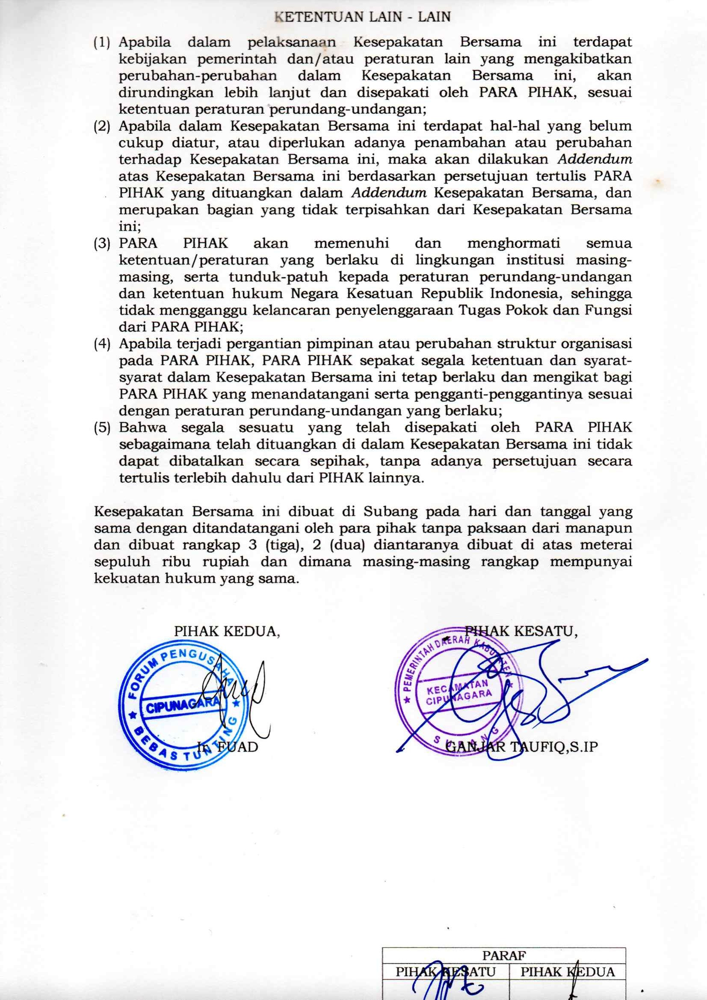 KETENTUAN LAIN - LAIN
(1) Apabila dalam pelaksanaan Kesepakatan Bersama ini terdapat
kebijakan pemerintah dan/atau peraturan lain yang mengakibatkan
perubahan-perubahan dalam Kesepakatan Bersama ini, akan
dirundingkan lebih lanjut dan disepakati oleh PARA PIHAK, sesuai
ketentuan peraturan perundang-undangan;
(2) Apabila dalam Kesepakatan Bersama ini terdapat hal-hal yang belum
cukup diatur, atau diperlukan adanya penambahan atau perubahan
terhadap Kesepakatan Bersama ini, maka akan dilakukan Addendum
atas Kesepakatan Bersama ini berdasarkan persetujuan tertulis PARA
PIHAK yang dituangkan dalam Addendum Kesepakatan Bersama, dan
merupakan bagian yang tidak terpisahkan dari Kesepakatan Bersama
ini;
(3) PARA PIHAK akan memenuhi dan menghormati semua
ketentuan/peraturan yang berlaku di lingkungan institusi masing-
masing, serta tunduk-patuh kepada peraturan perundang-undangan
dan ketentuan hukum Negara Kesatuan Republik Indonesia, sehingga
tidak mengganggu kelancaran penyelenggaraan Tugas Pokok dan Fungsi
dari PARA PIHAK;
(4) Apabila terjadi pergantian pimpinan atau perubahan struktur organisasi
pada PARA PIHAK, PARA PIHAK sepakat segala ketentuan dan syarat-
syarat dalam Kesepakatan Bersama ini tetap berlaku dan mengikat bagi
PARA PIHAK yang menandatangani serta pengganti-penggantinya sesuai
dengan peraturan perundang-undangan yang berlaku;
(5) Bahwa segala sesuatu yang telah disepakati oleh PARA PIHAK
sebagaimana telah dituangkan di dalam Kesepakatan Bersama ini tidak
dapat dibatalkan secara sepihak, tanpa adanya persetujuan secara
tertulis terlebih dahulu dari PIHAK lainnya.
Kesepakatan Bersama ini dibuat di Subang pada hari dan tanggal yang
sama dengan ditandatangani oleh para pihak tanpa paksaan dari manapun
dan dibuat rangkap 3 (tiga), 2 (dua) diantaranya dibuat di atas meterai
sepuluh ribu rupiah dan dimana masing-masing rangkap mempunyai
kekuatan hukum yang sama.
PIHAK KEDUA,
FORUM PENGUSAHA
CIPUNAGARA
BEBAS TUNTING
Ir. FUAD
PIHAK KESATU,
PEMERINTAH DAERAH KABUPATEN
KECAMATAN
CIPUNAGARA
SUBANG
GANJAR TAUFIQ,S.IP
PARAF
PIHAK KESATU PIHAK KEDUA